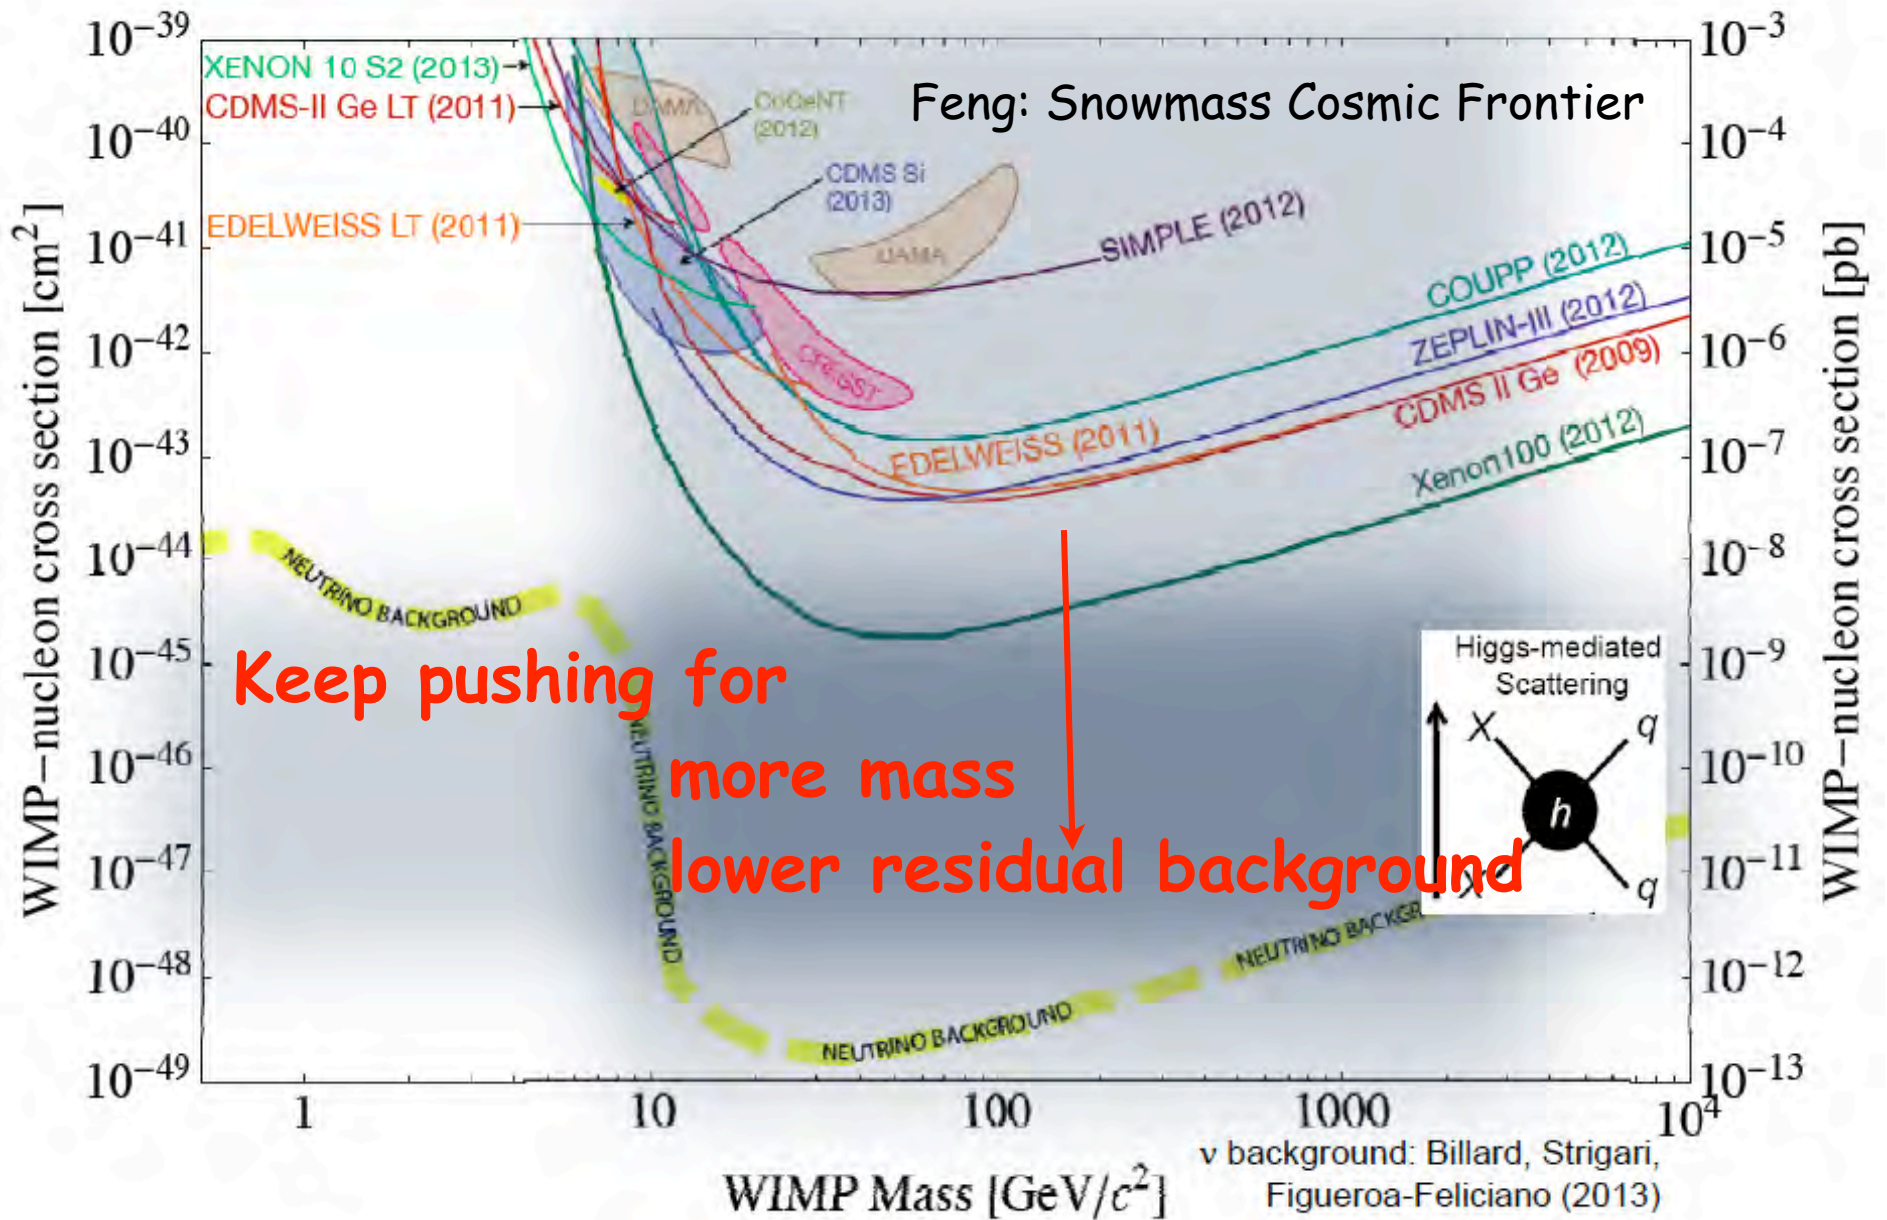 Feng: Snowmass Cosmic Frontier
XENON 10 S2 (2013)
CDMS-II Ge LT (2011)
EDELWEISS LT (2011)
DAMA
CoGeNT
(2012)
CDMS Si
(2013)
DAMA
CRESST
SIMPLE (2012)
COUPP (2012)
ZEPLIN-III (2012)
CDMS II Ge (2009)
EDELWEISS (2011)
Xenon100 (2012)
NEUTRINO BACKGROUND
Keep pushing for
more mass
lower residual background
NEUTRINO BACKGROUND
NEUTRINO BACKGROUND
NEUTRINO BACKGR
Higgs-mediated
Scattering
X
q
h
X
q
WIMP–nucleon cross section [cm²]
10⁻³⁹
10⁻⁴⁰
10⁻⁴¹
10⁻⁴²
10⁻⁴³
10⁻⁴⁴
10⁻⁴⁵
10⁻⁴⁶
10⁻⁴⁷
10⁻⁴⁸
10⁻⁴⁹
10⁻³
10⁻⁴
10⁻⁵
10⁻⁶
10⁻⁷
10⁻⁸
10⁻⁹
10⁻¹⁰
10⁻¹¹
10⁻¹²
10⁻¹³
WIMP–nucleon cross section [pb]
1 10 100 1000 10⁴
WIMP Mass [GeV/c²]
ν background: Billard, Strigari,
Figueroa-Feliciano (2013)